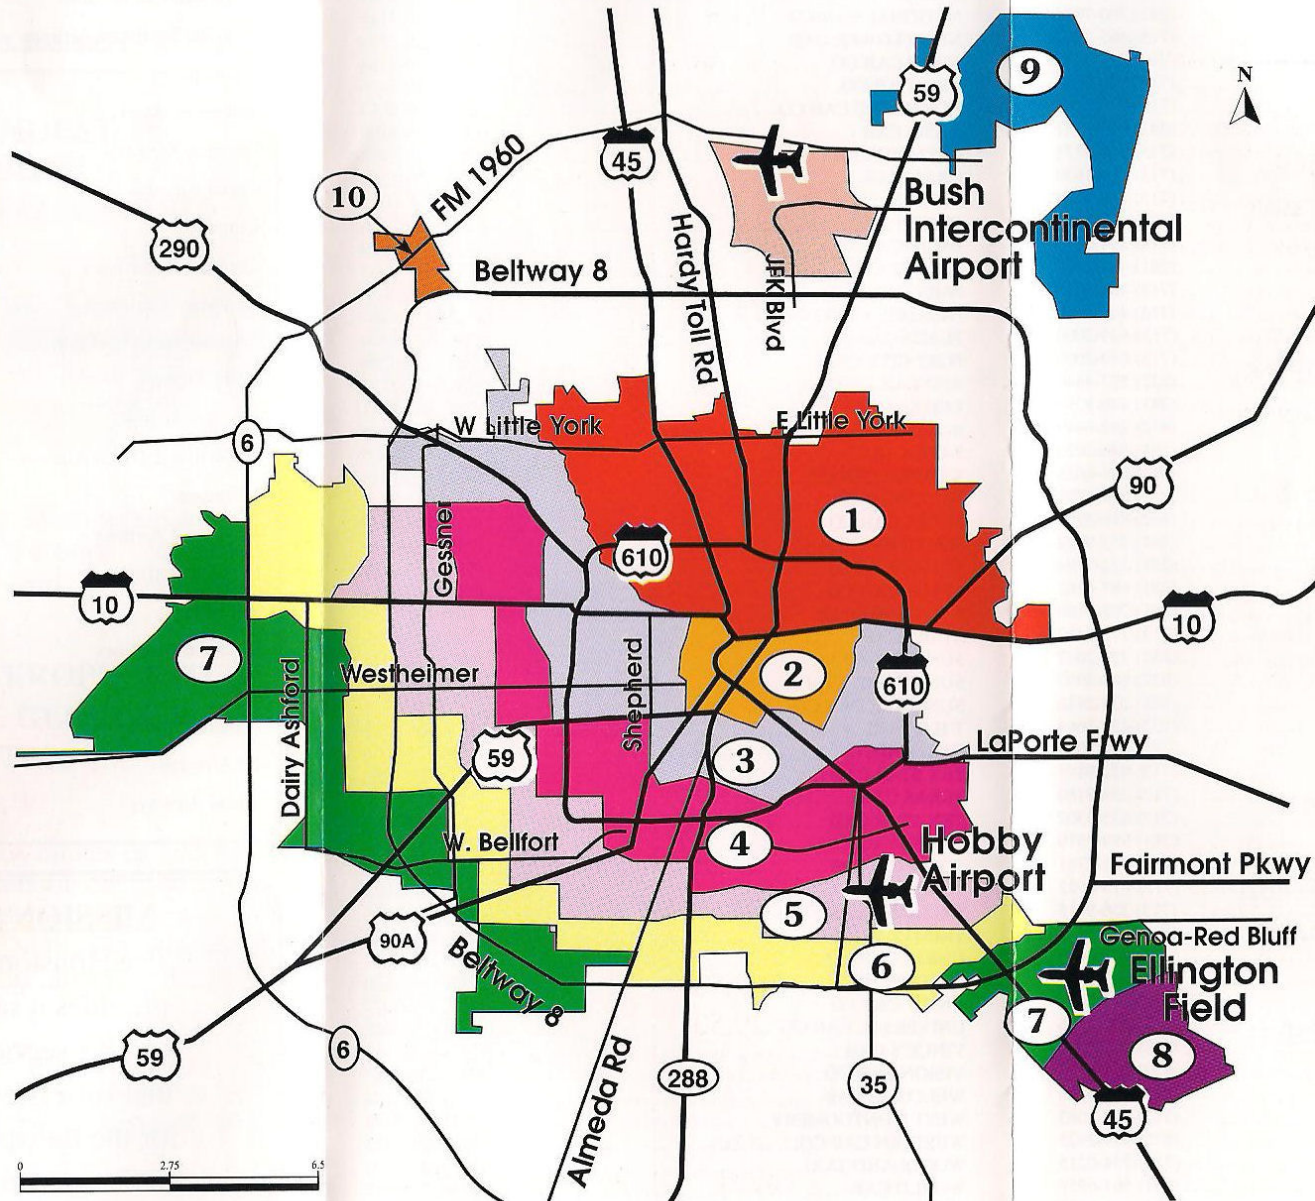 9
N
59
45
FM 1960
10
290
Bush
Intercontinental
Airport
Hardy Toll Rd
JFK Blvd
Beltway 8
W Little York
E Little York
6
90
1
Gessner
610
10
10
7
2
Westheimer
Shepherd
610
Dairy Ashford
59
3
LaPorte Frwy
4
W. Bellfort
Hobby
Airport
Fairmont Pkwy
5
90A
Beltway 8
6
Genoa-Red Bluff
Ellington
Field
7
8
59
6
288
35
45
Almeda Rd
0 2.75 6.5